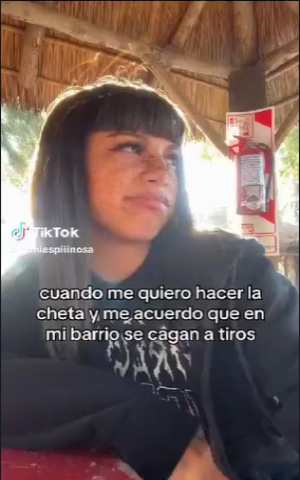 TikTok
cuando me quiero hacer la
cheta y me acuerdo que en
mi barrio se cagan a tiros